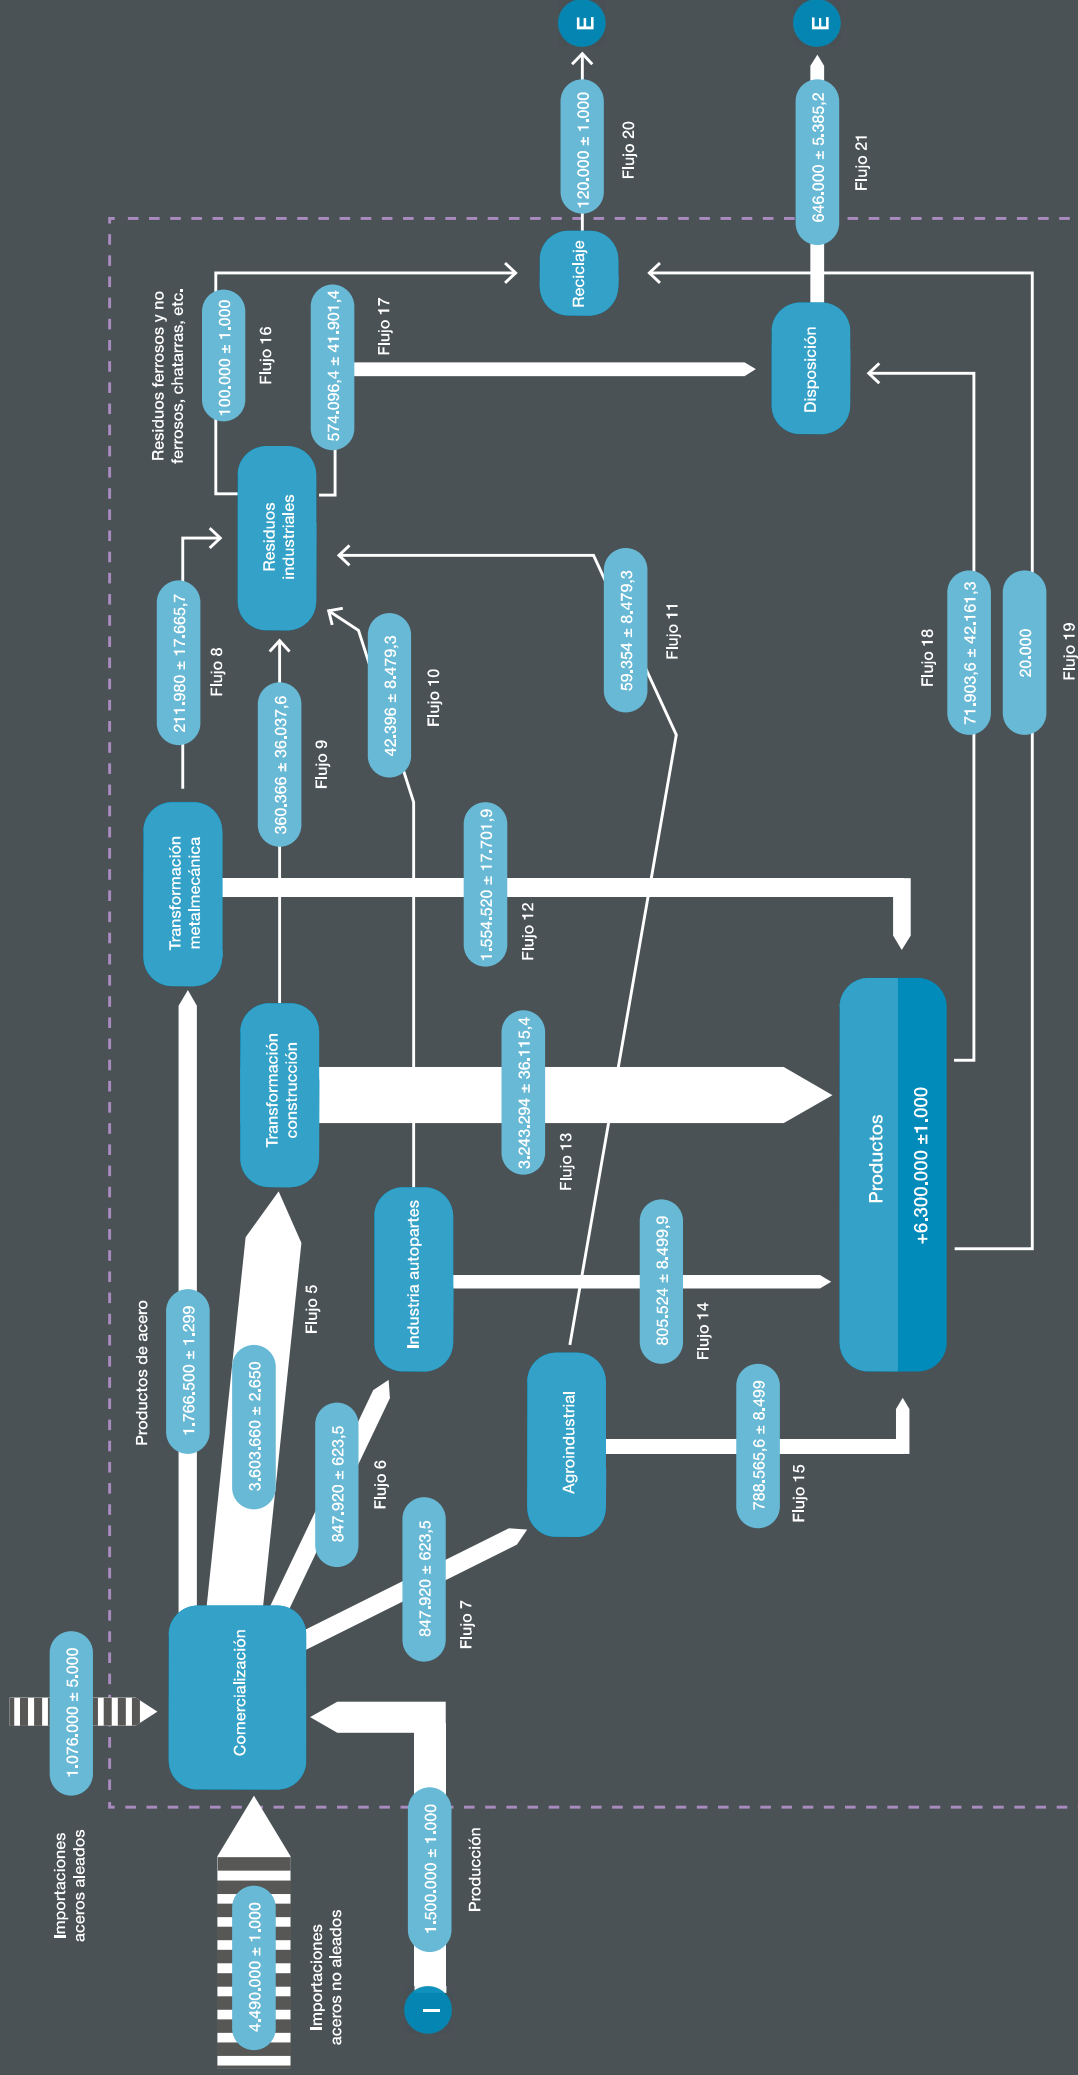 Importaciones
aceros aleados
1.076.000 ± 5.000
4.490.000 ± 1.000
Importaciones
aceros no aleados
I
1.500.000 ± 1.000
Producción
Comercialización
Productos de acero
1.766.500 ± 1.299
3.603.660 ± 2.650
Flujo 5
847.920 ± 623,5
Flujo 6
847.920 ± 623,5
Flujo 7
Transformación
metalmecánica
Transformación
construcción
Industria autopartes
Agroindustrial
211.980 ± 17.665,7
Flujo 8
360.366 ± 36.037,6
Flujo 9
42.396 ± 8.479,3
Flujo 10
59.354 ± 8.479,3
Flujo 11
1.554.520 ± 17.701,9
Flujo 12
3.243.294 ± 36.115,4
Flujo 13
805.524 ± 8.499,9
Flujo 14
788.565,6 ± 8.499
Flujo 15
Productos
+6.300.000 ±1.000
Residuos
industriales
Residuos ferrosos y no
ferrosos, chatarras, etc.
100.000 ± 1.000
Flujo 16
574.096,4 ± 41.901,4
Flujo 17
Flujo 18
71.903,6 ± 42.161,3
20.000
Flujo 19
Reciclaje
Disposición
120.000 ± 1.000
Flujo 20
E
646.000 ± 5.385,2
Flujo 21
E